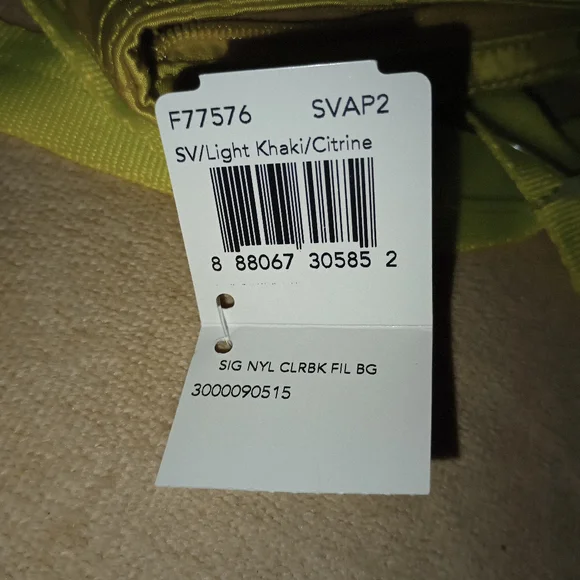 F77576 SVAP2
SV/Light Khaki/Citrine
8 88067 30585 2
SIG NYL CLRBK FIL BG
3000090515